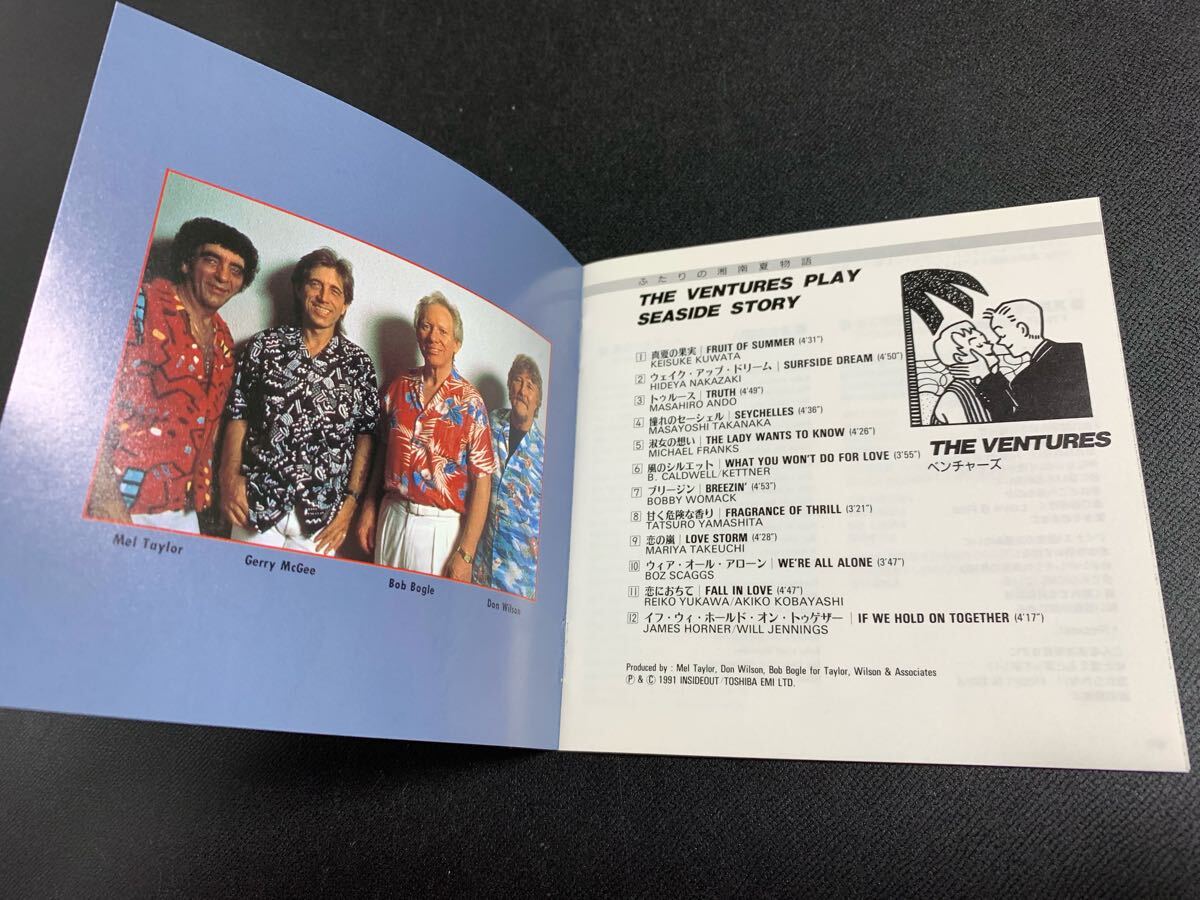 Mel Taylor
Gerry McGee
Bob Bogle
Don Wilson
ふたりの湘南夏物語
THE VENTURES PLAY
SEASIDE STORY
1 真夏の果実 | FRUIT OF SUMMER (4'31")
KEISUKE KUWATA
2 ウェイク・アップ・ドリーム | SURFSIDE DREAM (4'50")
HIDEYA NAKAZAKI
3 トゥルース | TRUTH (4'49")
MASAHIRO ANDO
4 憧れのセーシェル | SEYCHELLES (4'36")
MASAYOSHI TAKANAKA
5 淑女の想い | THE LADY WANTS TO KNOW (4'26")
MICHAEL FRANKS
6 風のシルエット | WHAT YOU WON'T DO FOR LOVE (3'55")
B. CALDWELL/KETTNER
7 ブリージン | BREEZIN' (4'53")
BOBBY WOMACK
8 甘く危険な香り | FRAGRANCE OF THRILL (3'21")
TATSURO YAMASHITA
9 恋の嵐 | LOVE STORM (4'28")
MARIYA TAKEUCHI
10 ウィア・オール・アローン | WE'RE ALL ALONE (3'47")
BOZ SCAGGS
11 恋におちて | FALL IN LOVE (4'47")
REIKO YUKAWA/AKIKO KOBAYASHI
12 イフ・ウィ・ホールド・オン・トゥゲザー | IF WE HOLD ON TOGETHER (4'17")
JAMES HORNER/WILL JENNINGS
THE VENTURES
ベンチャーズ
Produced by : Mel Taylor, Don Wilson, Bob Bogle for Taylor, Wilson & Associates
Ⓟ & © 1991 INSIDEOUT/TOSHIBA EMI LTD.